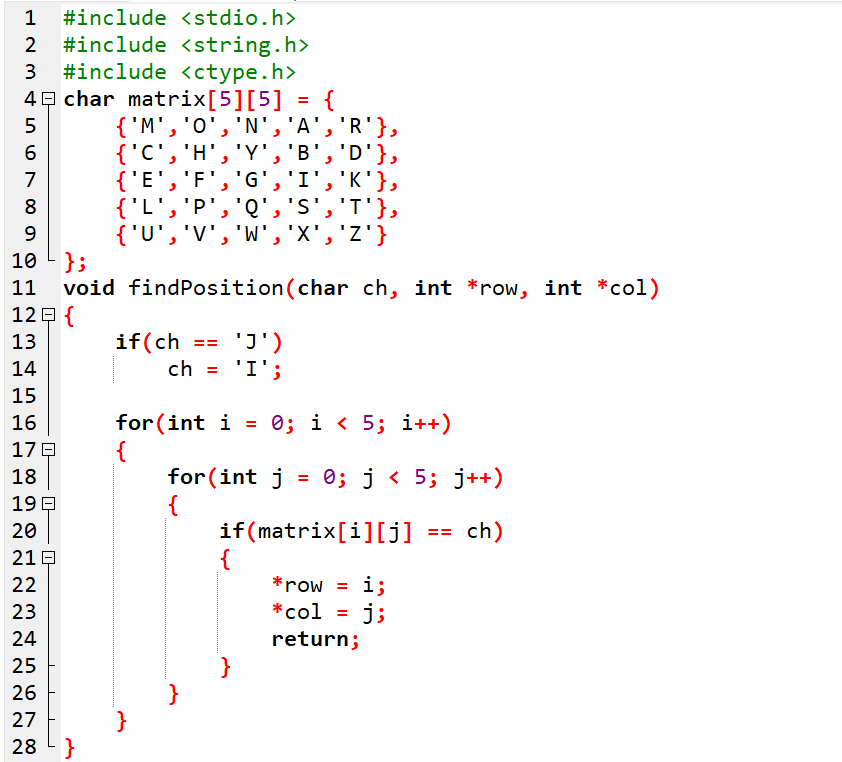 1 #include <stdio.h>
2 #include <string.h>
3 #include <ctype.h>
4 char matrix[5][5] = {
5     {'M','O','N','A','R'},
6     {'C','H','Y','B','D'},
7     {'E','F','G','I','K'},
8     {'L','P','Q','S','T'},
9     {'U','V','W','X','Z'}
10 };
11 void findPosition(char ch, int *row, int *col)
12 {
13     if(ch == 'J')
14         ch = 'I';
15
16     for(int i = 0; i < 5; i++)
17     {
18         for(int j = 0; j < 5; j++)
19         {
20             if(matrix[i][j] == ch)
21             {
22                 *row = i;
23                 *col = j;
24                 return;
25             }
26         }
27     }
28 }